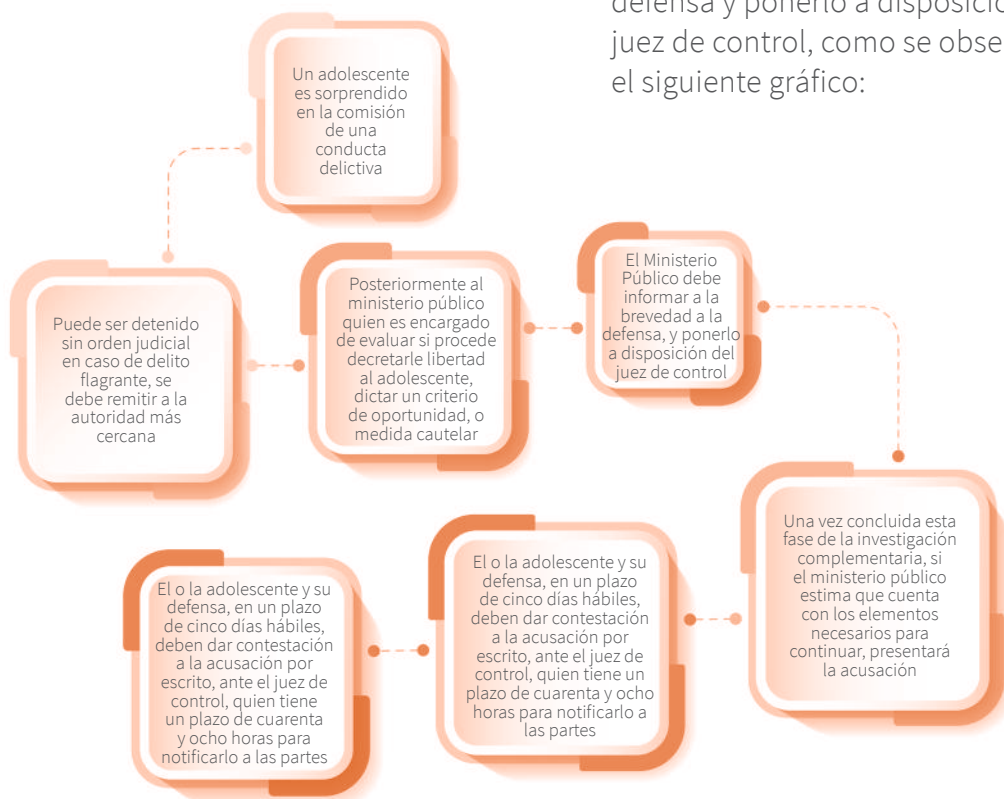 defensa y ponerlo a
juez de control, como se
el siguiente gráfico:
Un adolescente
es sorprendido
en la comisión
de una
conducta
delictiva
Puede ser detenido
sin orden judicial
en caso de delito
flagrante, se
debe remitir a la
autoridad más
cercana
Posteriormente al
ministerio público
quien es encargado
de evaluar si procede
decretarle libertad
al adolescente,
dictar un criterio
de oportunidad, o
medida cautelar
El Ministerio
Público debe
informar a la
brevedad a la
defensa, y ponerlo
a disposición del
juez de control
Una vez concluida esta
fase de la investigación
complementaria, si
el ministerio público
estima que cuenta
con los elementos
necesarios para
continuar, presentará
la acusación
El o la adolescente y su
defensa, en un plazo
de cinco días hábiles,
deben dar contestación
a la acusación por
escrito, ante el juez de
control, quien tiene un
plazo de cuarenta y ocho
horas para notificarlo a
las partes
El o la adolescente y su
defensa, en un plazo
de cinco días hábiles,
deben dar contestación
a la acusación por
escrito, ante el juez de
control, quien tiene
un plazo de cuarenta
y ocho horas para
notificarlo a las partes